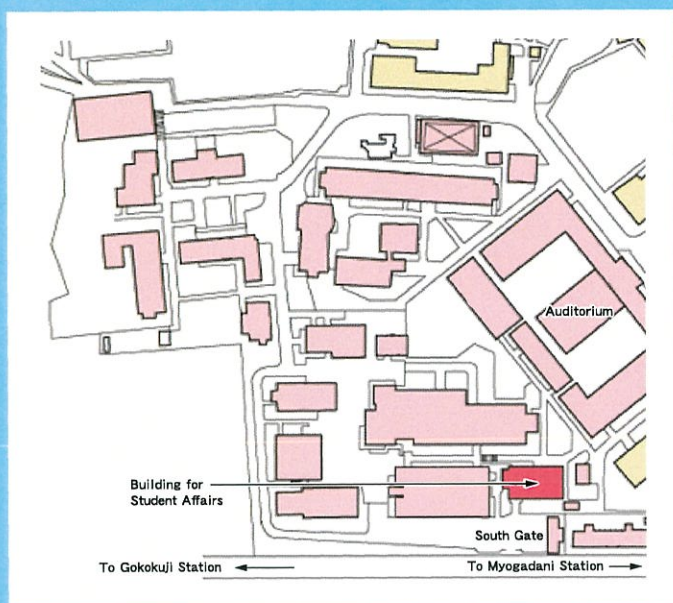 Auditorium
Building for
Student Affairs
South Gate
To Gokokuji Station
To Myogadani Station